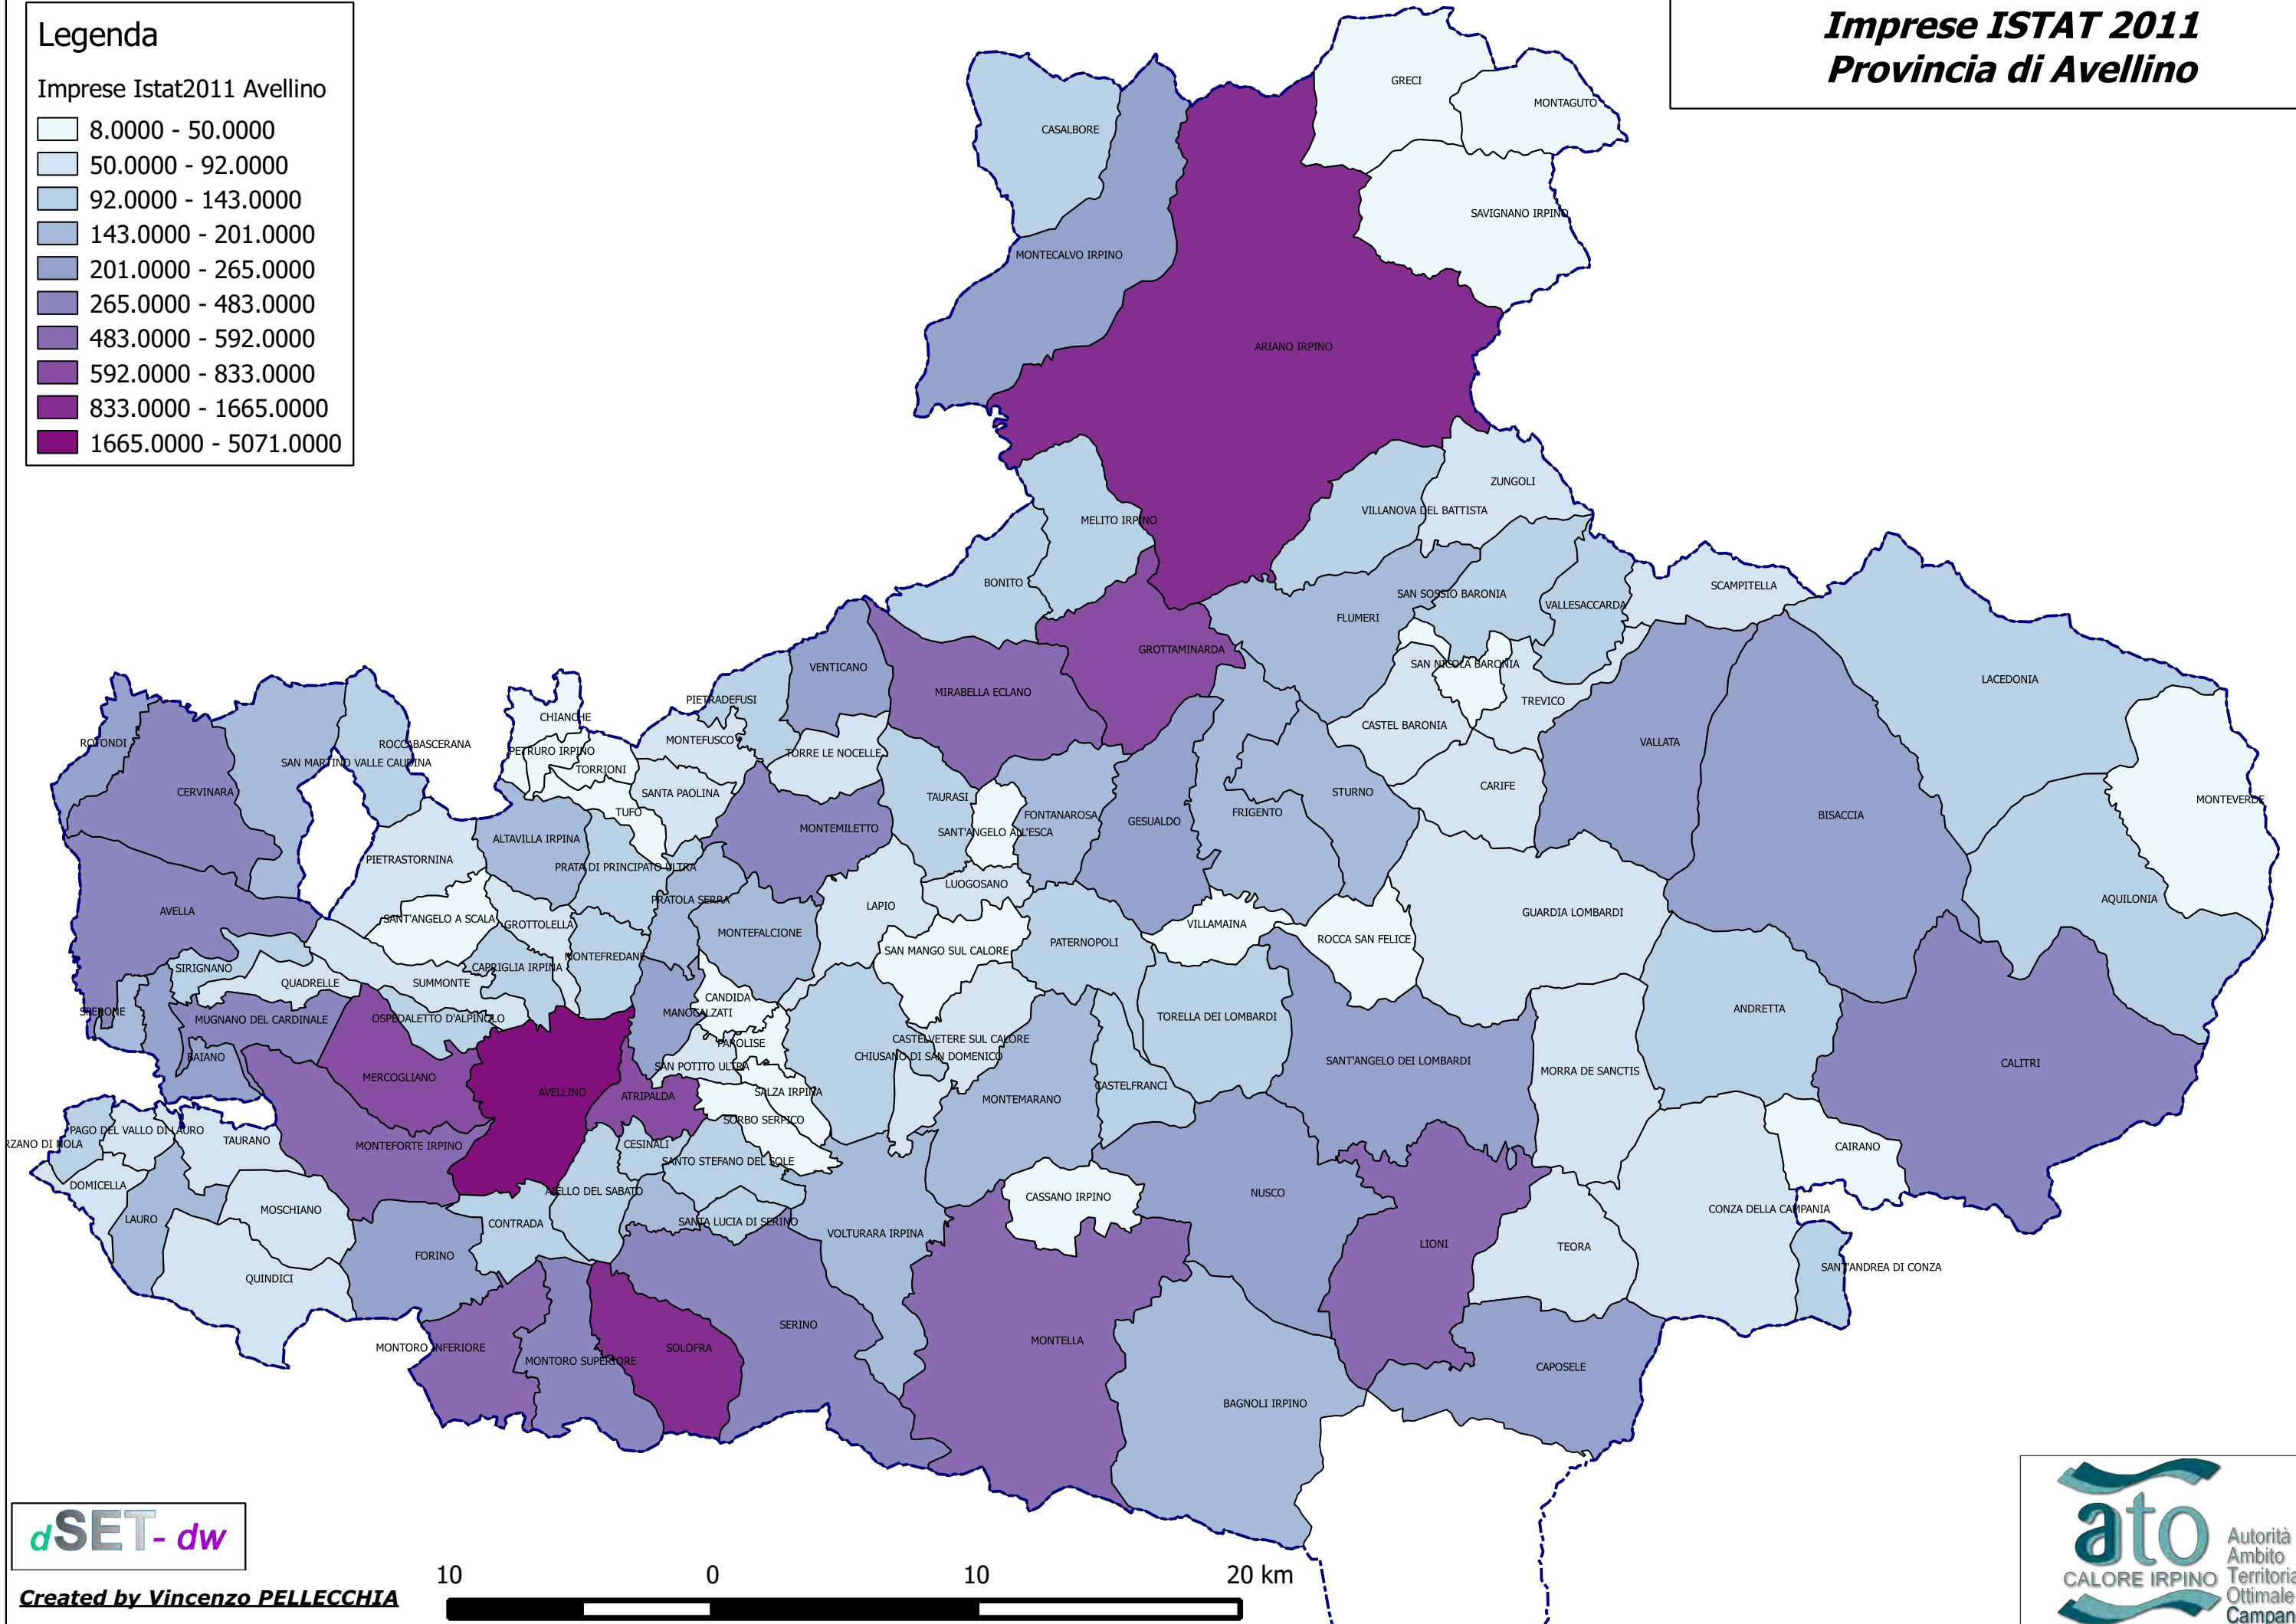 Legenda
Imprese Istat2011 Avellino
8.0000 - 50.0000
50.0000 - 92.0000
92.0000 - 143.0000
143.0000 - 201.0000
201.0000 - 265.0000
265.0000 - 483.0000
483.0000 - 592.0000
592.0000 - 833.0000
833.0000 - 1665.0000
1665.0000 - 5071.0000
Imprese ISTAT 2011
Provincia di Avellino
GRECI
MONTAGUTO
CASALBORE
SAVIGNANO IRPINO
MONTECALVO IRPINO
ARIANO IRPINO
ZUNGOLI
VILLANOVA DEL BATTISTA
MELITO IRPINO
BONITO
SCAMPITELLA
SAN SOSSIO BARONIA
VALLESACCARDA
FLUMERI
GROTTAMINARDA
SAN NICOLA BARONIA
VENTICANO
LACEDONIA
MIRABELLA ECLANO
PIETRADEFUSI
TREVICO
CHIANCHE
CASTEL BARONIA
MONTEFUSCO
VALLATA
ROTONDI
ROCCABASCERANA
PETRURO IRPINO
TORRE LE NOCELLE
SAN MARTINO VALLE CAUDINA
TORRIONI
CARIFE
CERVINARA
SANTA PAOLINA
STURNO
TAURASI
MONTEVERDE
TUFO
FRIGENTO
FONTANAROSA
BISACCIA
GESUALDO
MONTEMILETTO
SANT'ANGELO ALL'ESCA
ALTAVILLA IRPINA
PIETRASTORNINA
PRATA DI PRINCIPATO ULTRA
LUOGOSANO
PRATOLA SERRA
AQUILONIA
LAPIO
AVELLA
GUARDIA LOMBARDI
SANT'ANGELO A SCALA
GROTTOLELLA
VILLAMAINA
MONTEFALCIONE
ROCCA SAN FELICE
PATERNOPOLI
SAN MANGO SUL CALORE
MONTEFREDANE
SIRIGNANO
CAPRIGLIA IRPINA
QUADRELLE
SUMMONTE
CANDIDA
ANDRETTA
SPERONE
MANOCALZATI
MUGNANO DEL CARDINALE
OSPEDALETTO D'ALPINOLO
TORELLA DEI LOMBARDI
CASTELVETERE SUL CALORE
PAROLISE
BAIANO
CHIUSANO DI SAN DOMENICO
SANT'ANGELO DEI LOMBARDI
CALITRI
SAN POTITO ULTRA
MORRA DE SANCTIS
MERCOGLIANO
CASTELFRANCI
AVELLINO
SALZA IRPINA
ATRIPALDA
MONTEMARANO
SORBO SERPICO
PAGO DEL VALLO DI LAURO
TAURANO
RZANO DI NOLA
CESINALI
MONTEFORTE IRPINO
CAIRANO
SANTO STEFANO DEL SOLE
DOMICELLA
AIELLO DEL SABATO
NUSCO
CASSANO IRPINO
MOSCHIANO
CONZA DELLA CAMPANIA
LAURO
SANTA LUCIA DI SERINO
CONTRADA
VOLTURARA IRPINA
LIONI
TEORA
FORINO
SANT'ANDREA DI CONZA
QUINDICI
SERINO
MONTELLA
MONTORO INFERIORE
SOLOFRA
MONTORO SUPERIORE
CAPOSELE
BAGNOLI IRPINO
dSET- dw
Created by Vincenzo PELLECCHIA
10 0 10 20 km
ato
CALORE IRPINO
Autorità
Ambito
Territoria
Ottimale
Campan